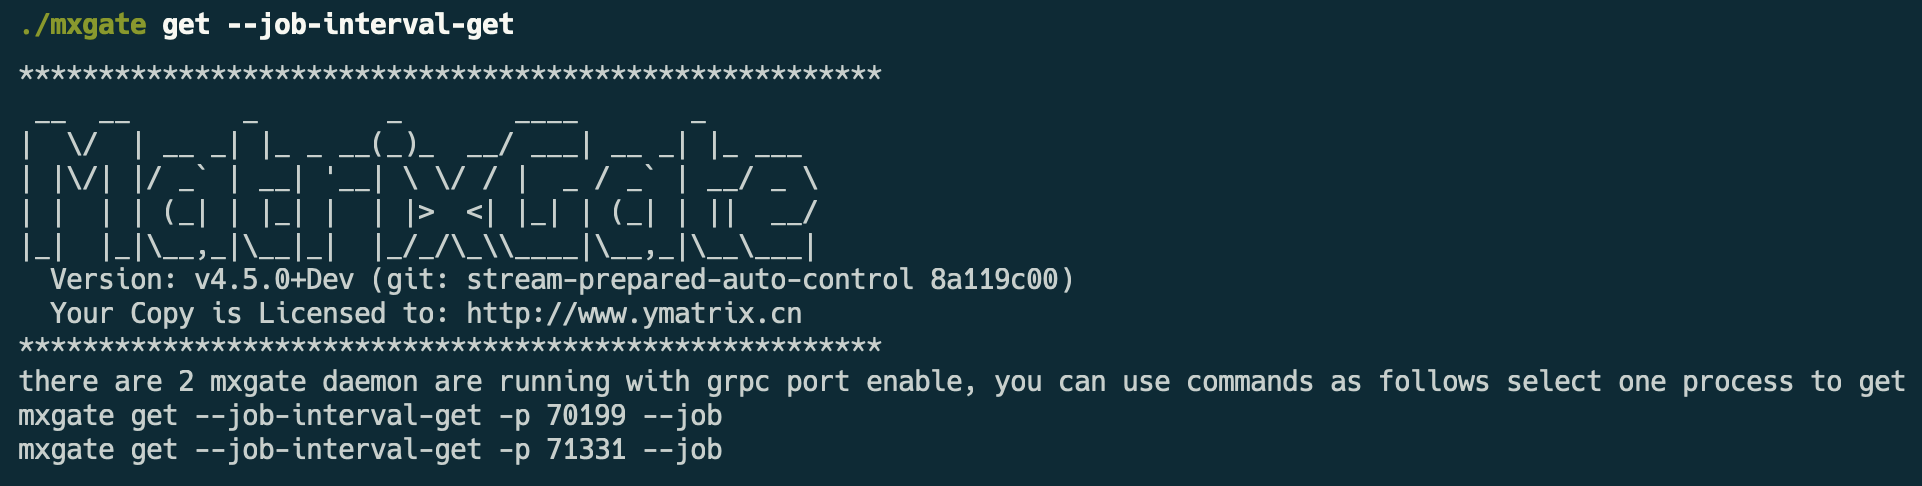 ./mxgate get --job-interval-get
******************************************************
  __  __       _        _       ____       _
|  \/  | __ _| |_ _ __(_)_  __/ ___| __ _| |_ ___
| |\/| |/ _` | __| '__| \ \/ / |  _ / _` | __/ _ \
| |  | | (_| | |_| |  | |>  <| |_| | (_| | ||  __/
|_|  |_|\__,_|\__|_|  |_/_/\_\\____|\__,_|\__\___|
  Version: v4.5.0+Dev (git: stream-prepared-auto-control 8a119c00)
  Your Copy is Licensed to: http://www.ymatrix.cn
******************************************************
there are 2 mxgate daemon are running with grpc port enable, you can use commands as follows select one process to get
mxgate get --job-interval-get -p 70199 --job
mxgate get --job-interval-get -p 71331 --job